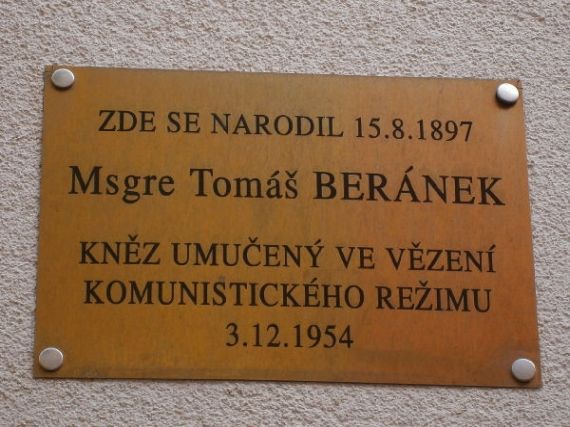 ZDE SE NARODIL 15.8.1897
Msgre Tomáš BERÁNEK
KNĚZ UMUČENÝ VE VĚZENÍ
KOMUNISTICKÉHO REŽIMU
3.12.1954